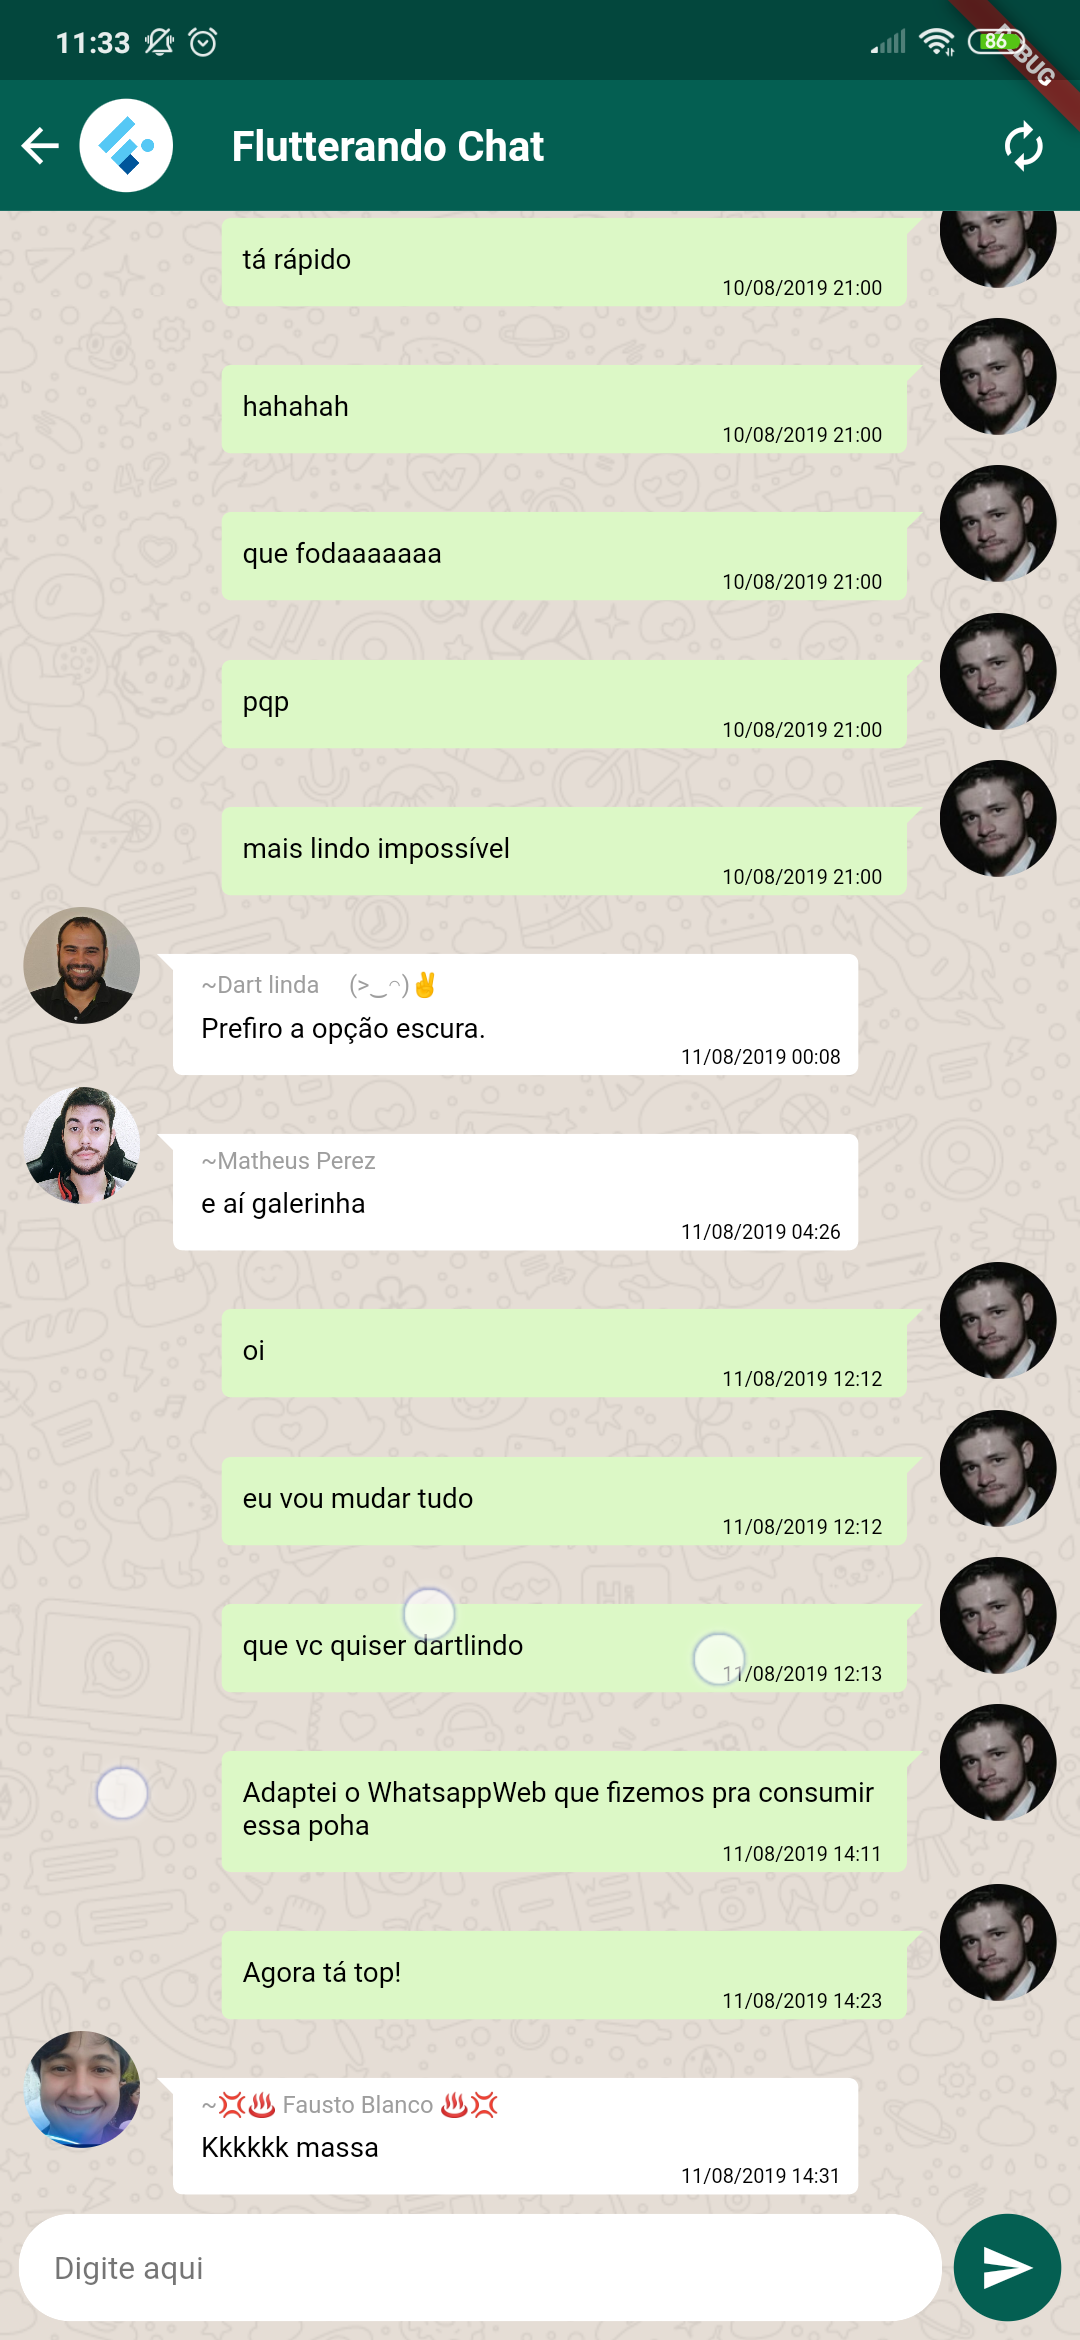 11:33
86
BUG
Flutterando Chat
tá rápido
10/08/2019 21:00
hahahah
10/08/2019 21:00
que fodaaaaaaa
10/08/2019 21:00
pqp
10/08/2019 21:00
mais lindo impossível
10/08/2019 21:00
~Dart linda (>‿◠)✌
Prefiro a opção escura.
11/08/2019 00:08
~Matheus Perez
e aí galerinha
11/08/2019 04:26
oi
11/08/2019 12:12
eu vou mudar tudo
11/08/2019 12:12
que vc quiser dartlindo
11/08/2019 12:13
Adaptei o WhatsappWeb que fizemos pra consumir
essa poha
11/08/2019 14:11
Agora tá top!
11/08/2019 14:23
~💢♨️ Fausto Blanco ♨️💢
Kkkkkk massa
11/08/2019 14:31
Digite aqui